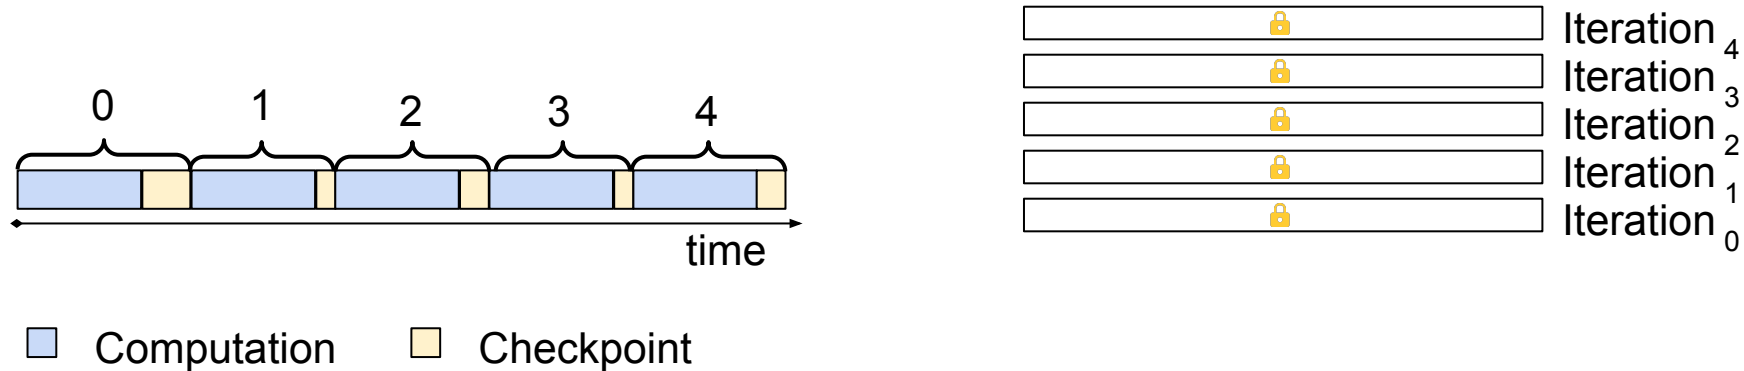 0 1 2 3 4
time
Computation Checkpoint
Iteration 4
Iteration 3
Iteration 2
Iteration 1
Iteration 0